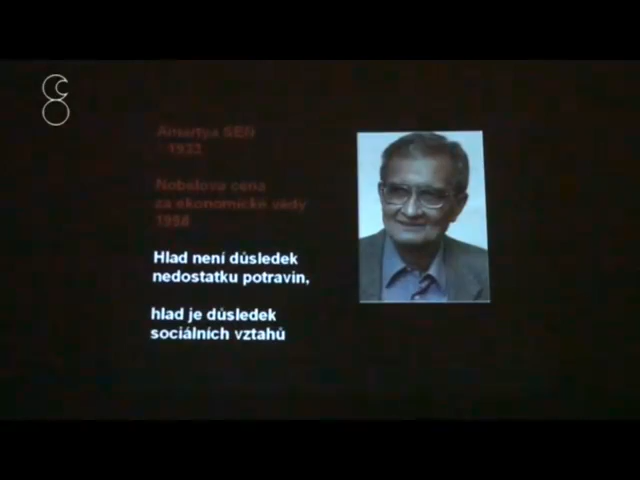 Amartya SEN
1933
Nobelova cena
za ekonomické vědy
1998
Hlad není důsledek
nedostatku potravin,
hlad je důsledek
sociálních vztahů